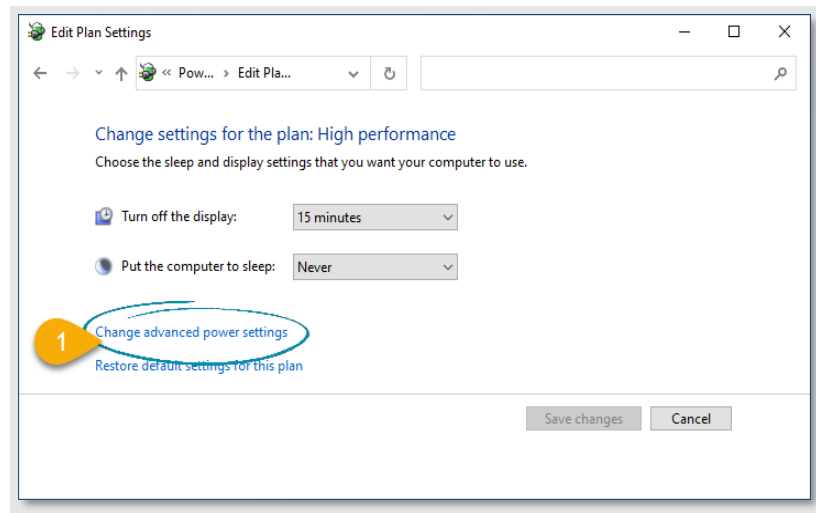 Edit Plan Settings
« Pow... › Edit Pla...
Change settings for the plan: High performance
Choose the sleep and display settings that you want your computer to use.
Turn off the display: 15 minutes
Put the computer to sleep: Never
1 Change advanced power settings
Restore default settings for this plan
Save changes Cancel